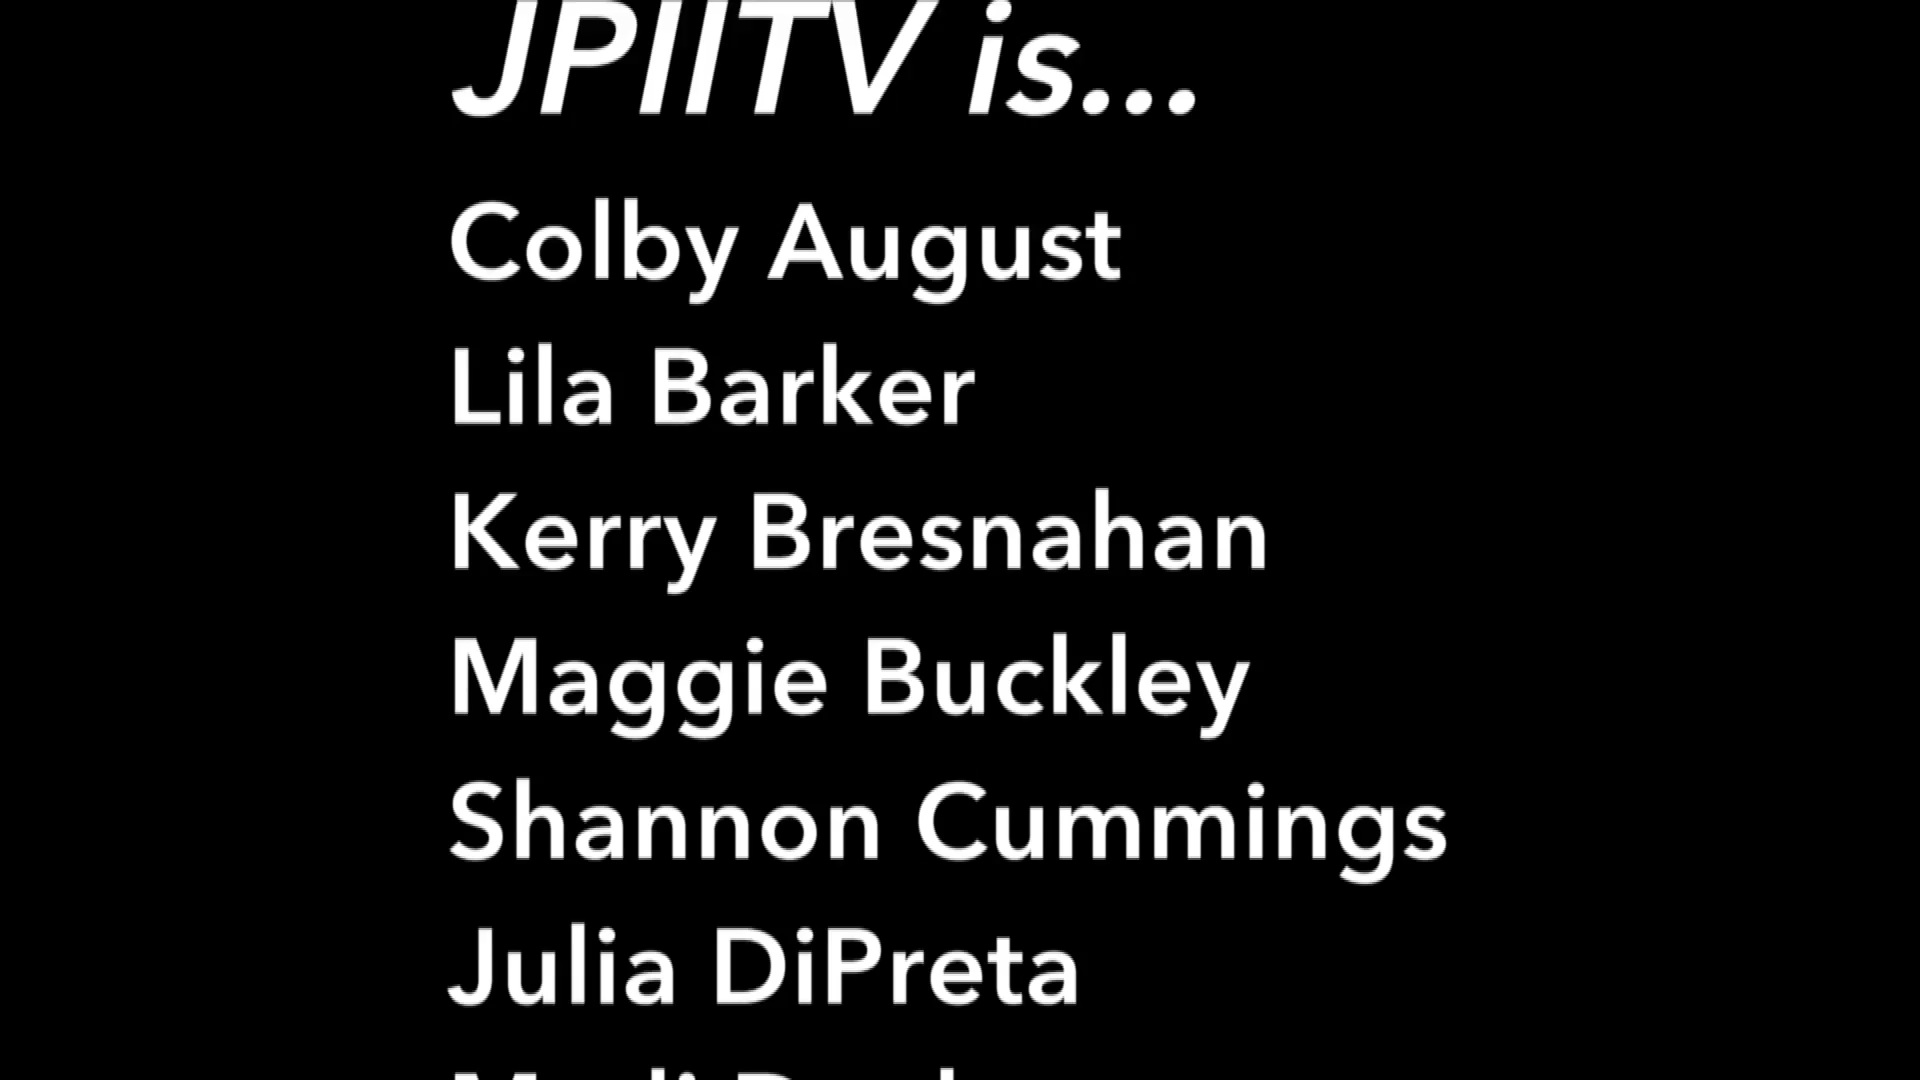 JPIITV is...
Colby August
Lila Barker
Kerry Bresnahan
Maggie Buckley
Shannon Cummings
Julia DiPreta